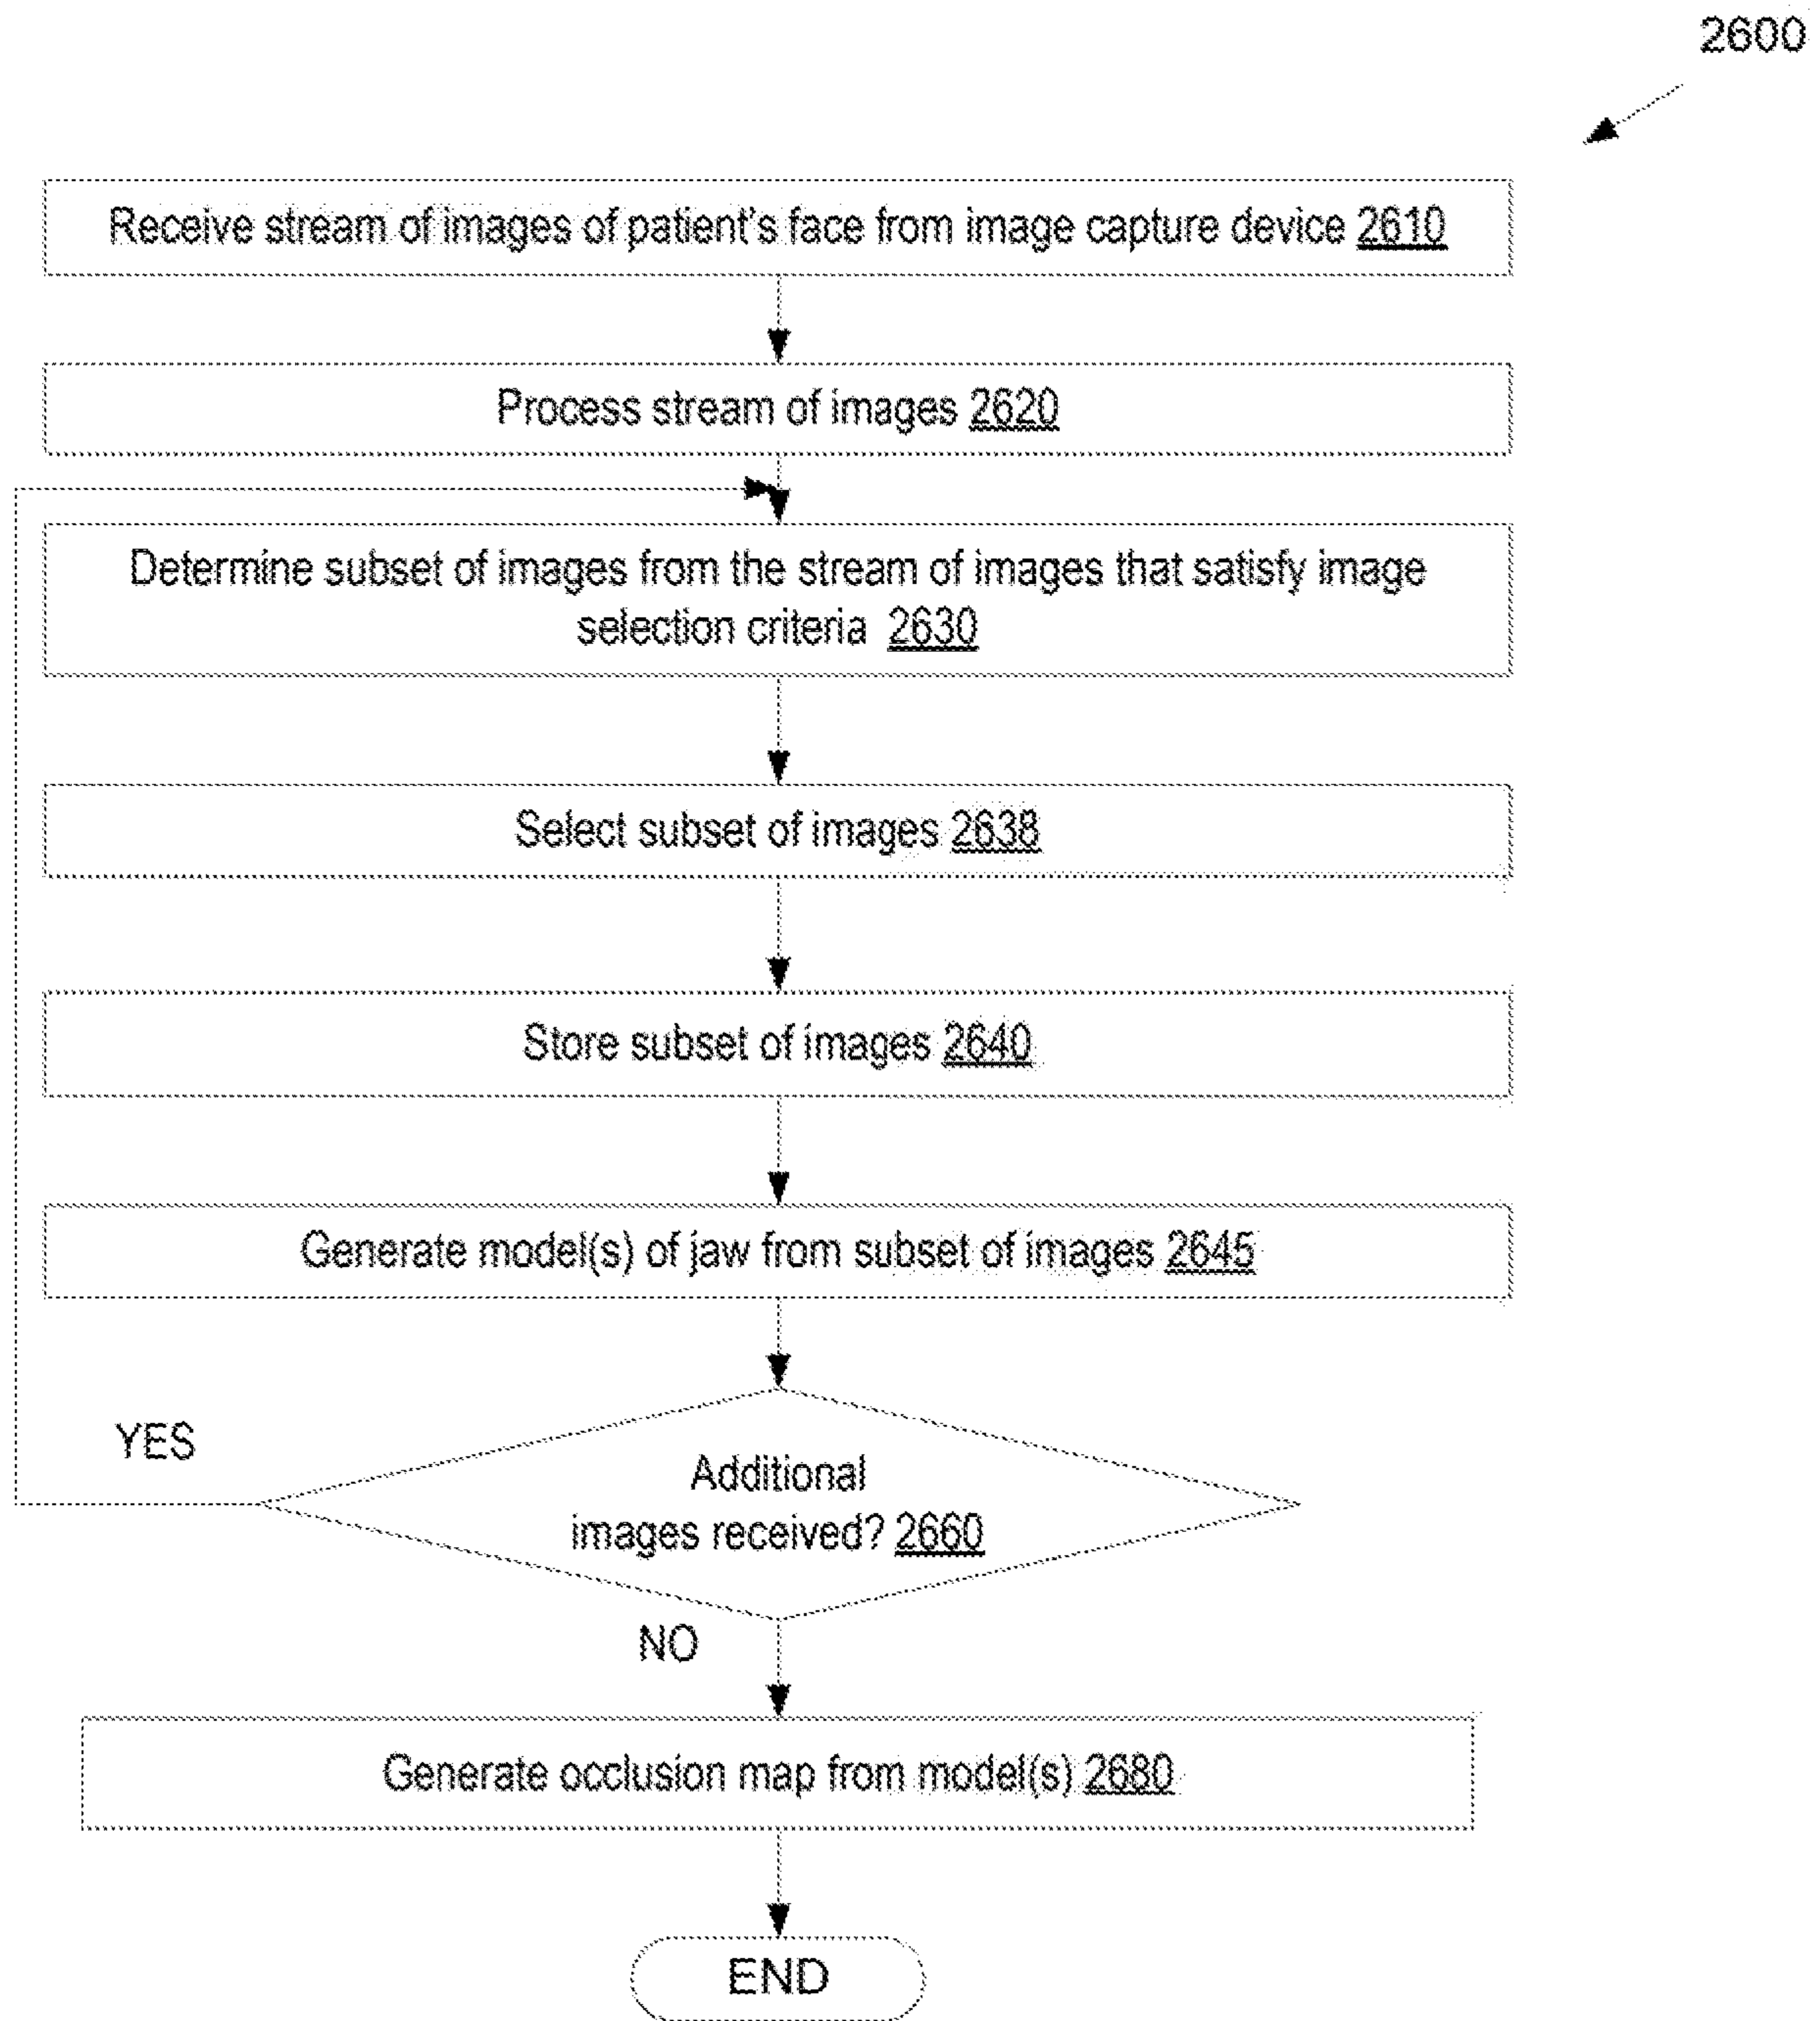 2600
Receive stream of images of patient's face from image capture device 2610
Process stream of images 2620
Determine subset of images from the stream of images that satisfy image
selection criteria 2630
Select subset of images 2638
Store subset of images 2640
Generate model(s) of jaw from subset of images 2645
YES
Additional
images received? 2660
NO
Generate occlusion map from model(s) 2680
END